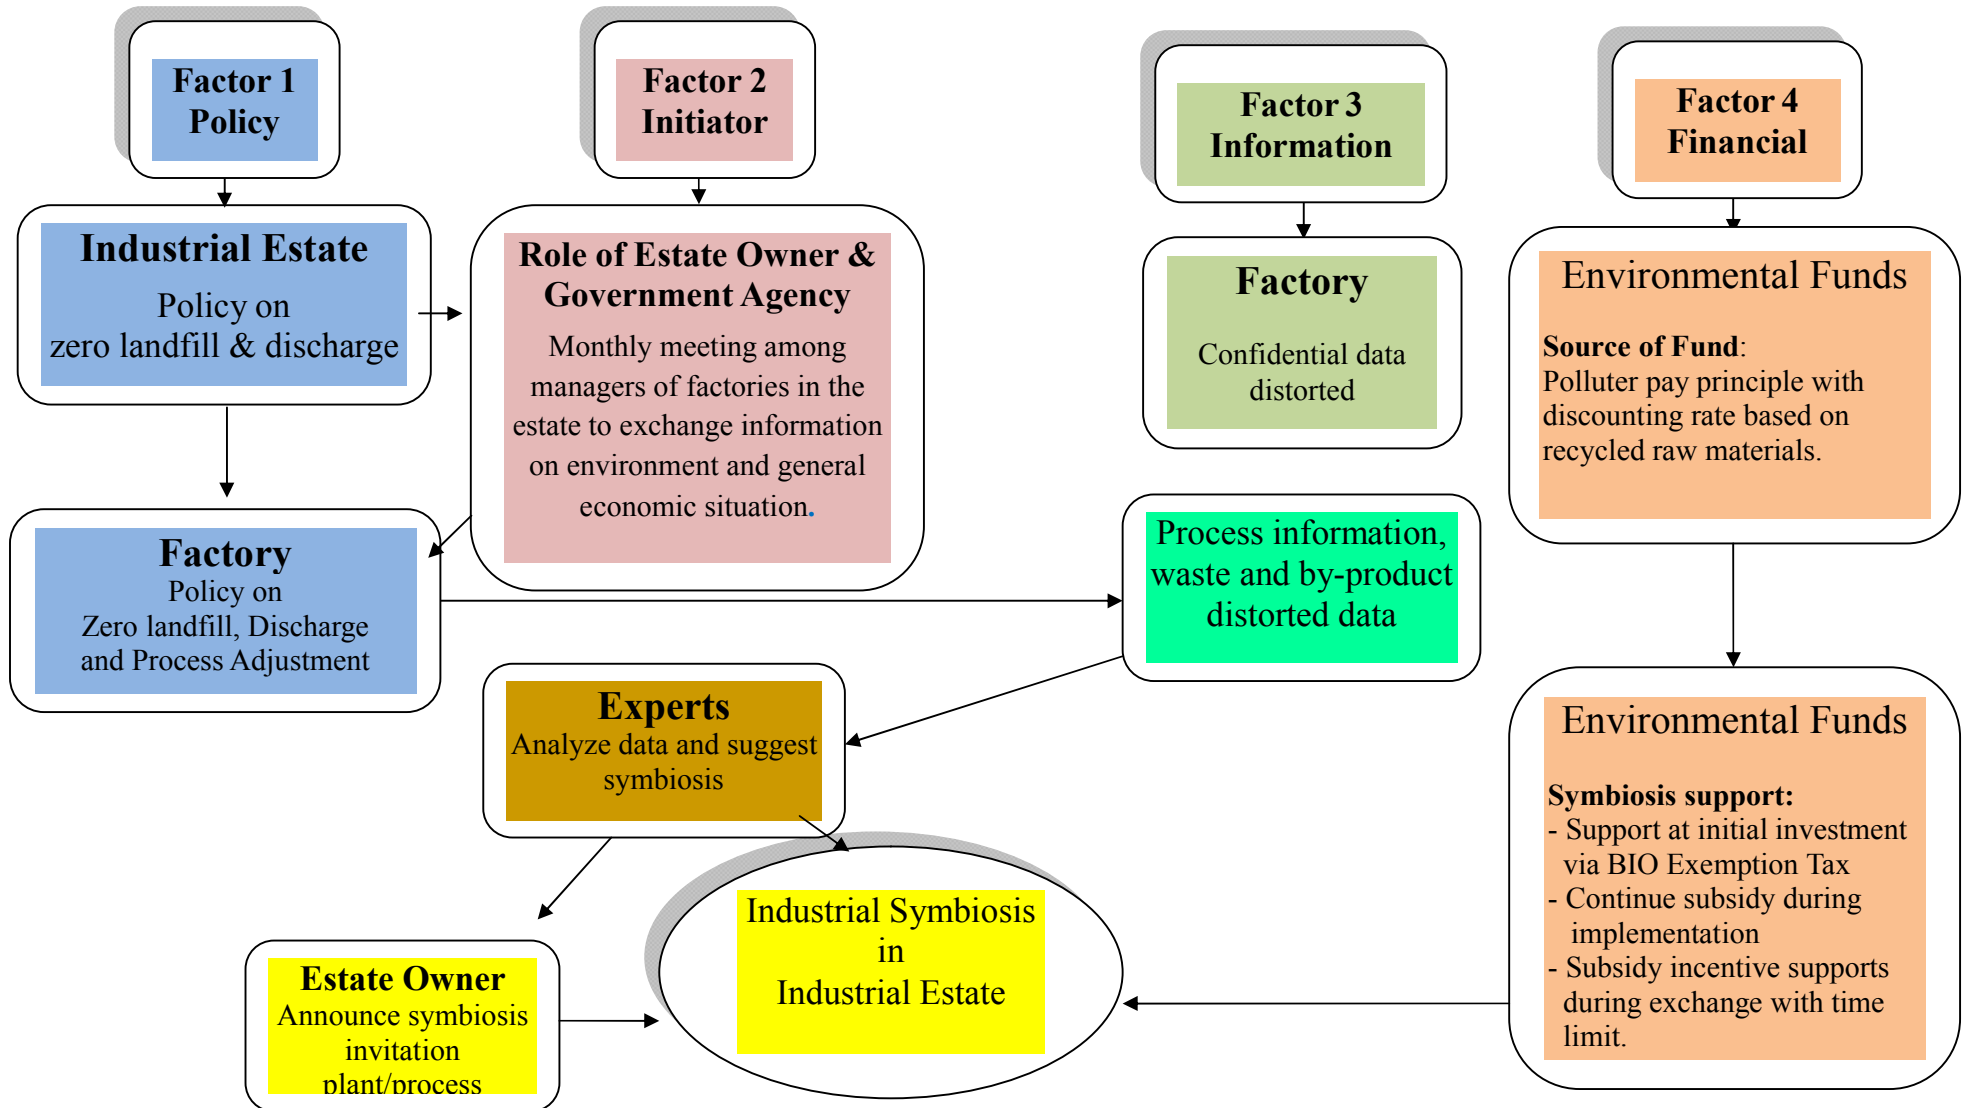 Factor 1
Policy
Factor 2
Initiator
Factor 3
Information
Factor 4
Financial
Industrial Estate
Policy on
zero landfill & discharge
Role of Estate Owner &
Government Agency
Monthly meeting among
managers of factories in the
estate to exchange information
on environment and general
economic situation.
Factory
Confidential data
distorted
Environmental Funds
Source of Fund:
Polluter pay principle with
discounting rate based on
recycled raw materials.
Factory
Policy on
Zero landfill, Discharge
and Process Adjustment
Process information,
waste and by-product
distorted data
Experts
Analyze data and suggest
symbiosis
Environmental Funds
Symbiosis support:
- Support at initial investment
via BIO Exemption Tax
- Continue subsidy during
implementation
- Subsidy incentive supports
during exchange with time
limit.
Industrial Symbiosis
in
Industrial Estate
Estate Owner
Announce symbiosis
invitation
plant/process